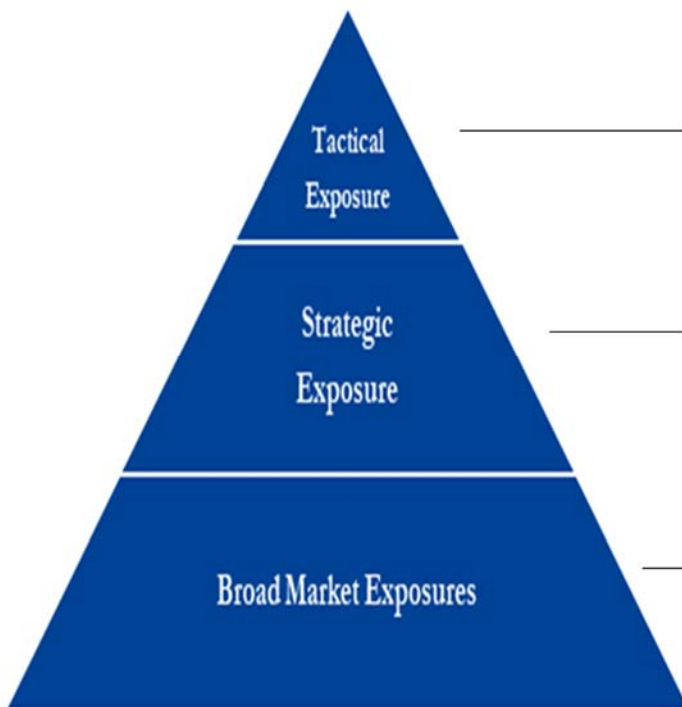 Tactical
Exposure
Strategic
Exposure
Broad Market Exposures